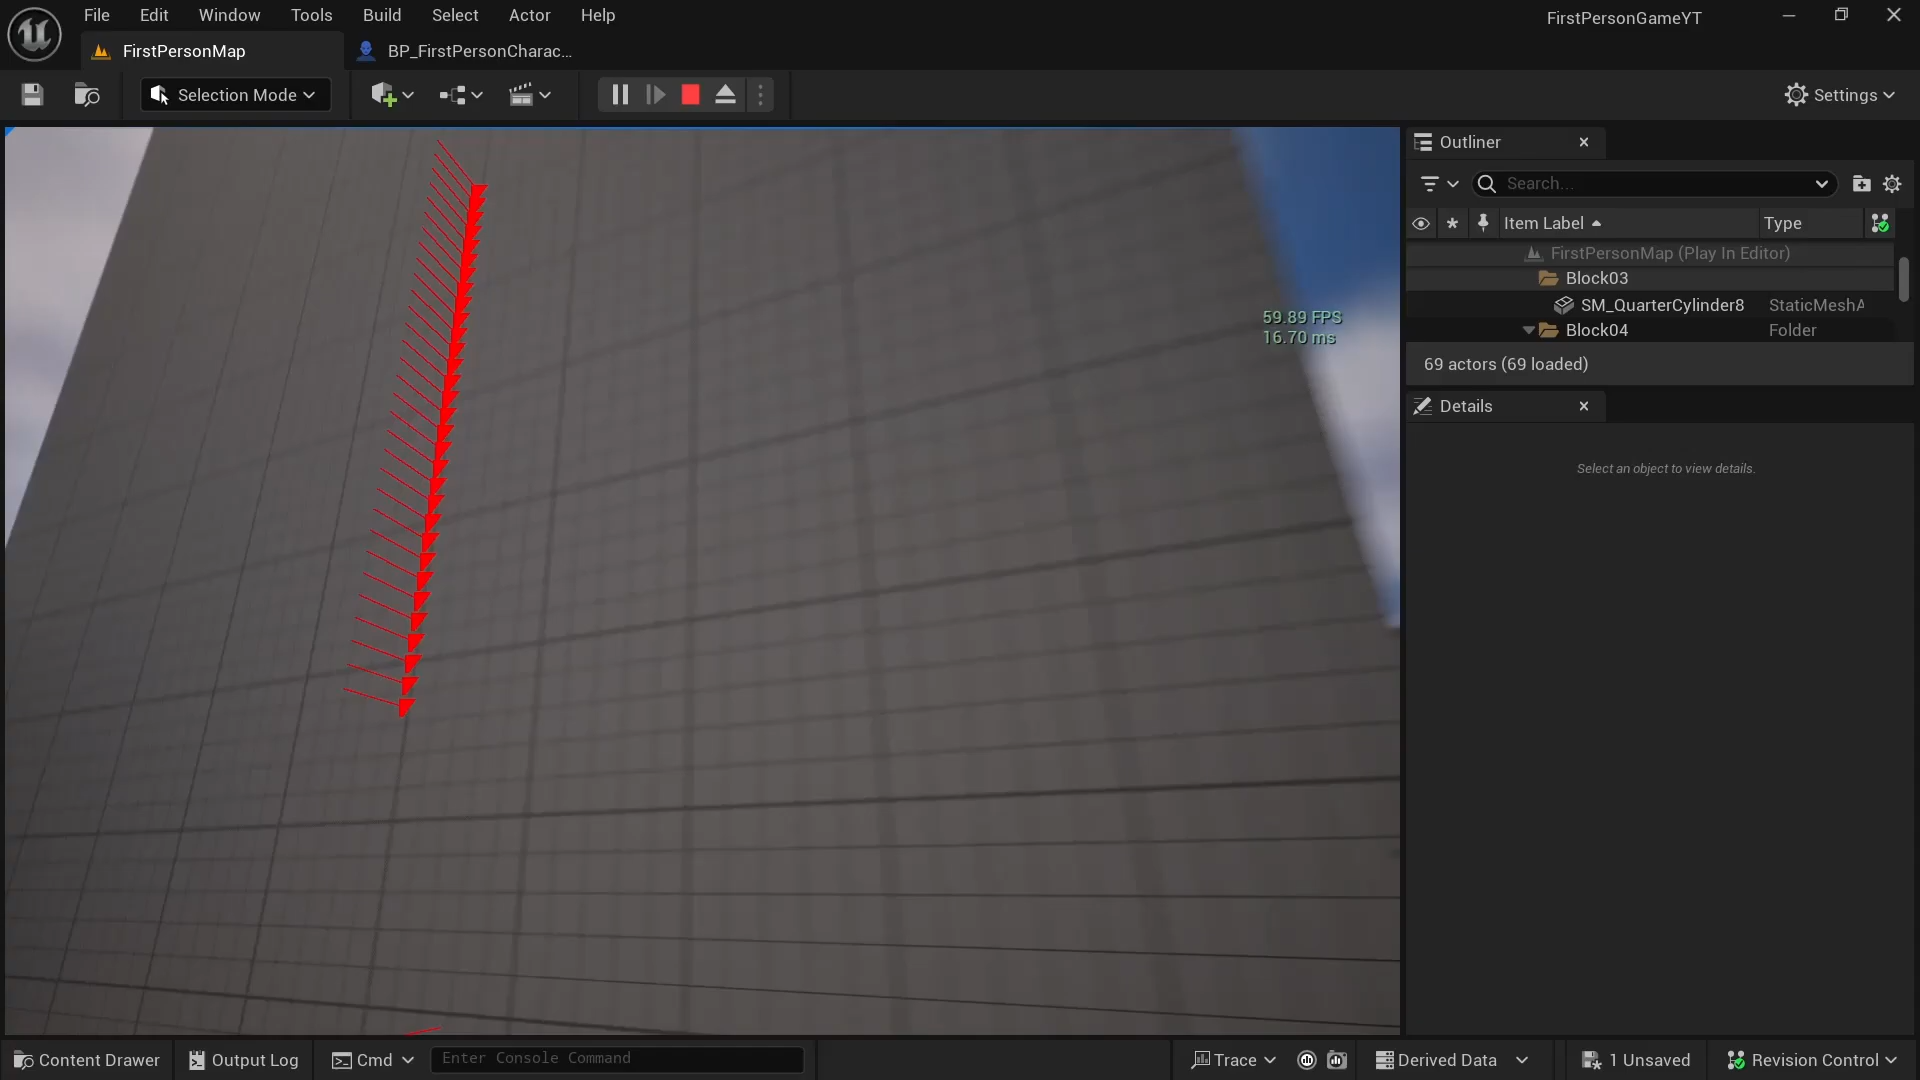 File Edit Window Tools Build Select Actor Help
FirstPersonGameYT
FirstPersonMap
BP_FirstPersonCharac...
Selection Mode
Settings
Outliner
Search...
Item Label
Type
FirstPersonMap (Play In Editor)
Block03
SM_QuarterCylinder8 StaticMeshA
Block04 Folder
69 actors (69 loaded)
59.89 FPS
16.70 ms
Details
Select an object to view details.
Content Drawer
Output Log
Cmd
Enter Console Command
Trace
Derived Data
1 Unsaved
Revision Control